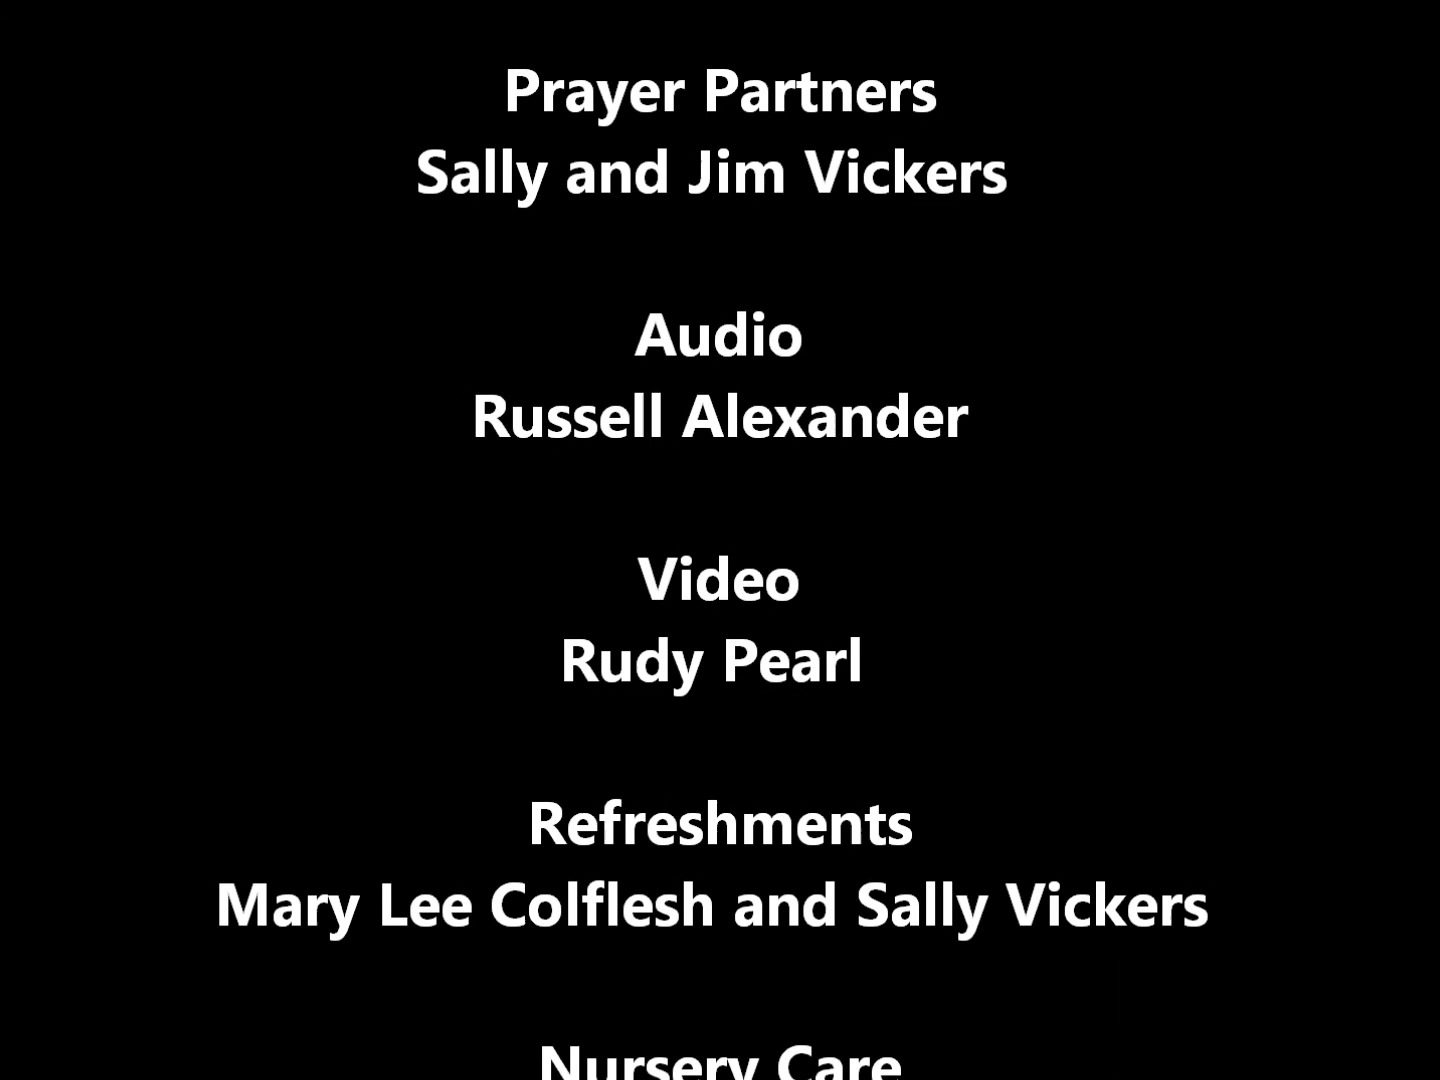 Prayer Partners
Sally and Jim Vickers
Audio
Russell Alexander
Video
Rudy Pearl
Refreshments
Mary Lee Colflesh and Sally Vickers
Nursery Care